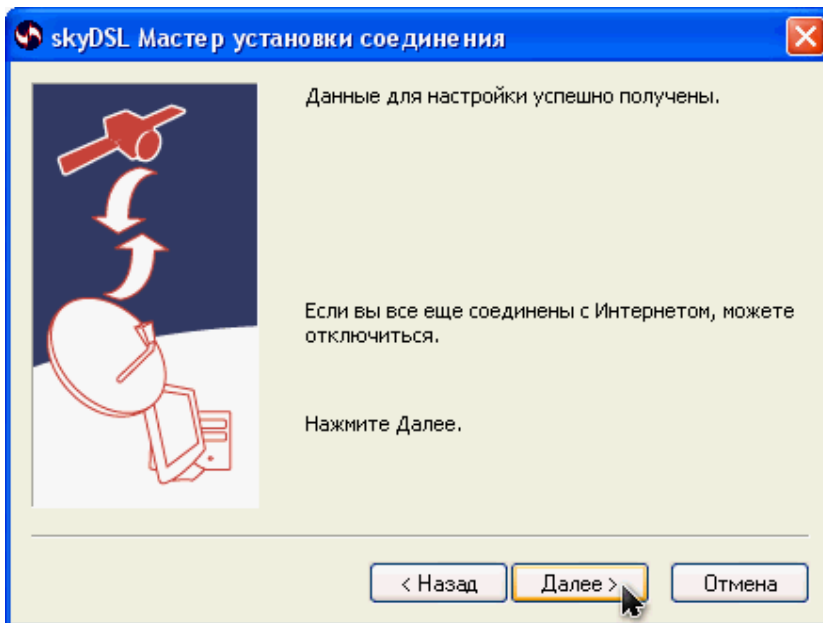 skyDSL Мастер установки соединения
Данные для настройки успешно получены.
Если вы все еще соединены с Интернетом, можете
отключиться.
Нажмите Далее.
< Назад Далее > Отмена